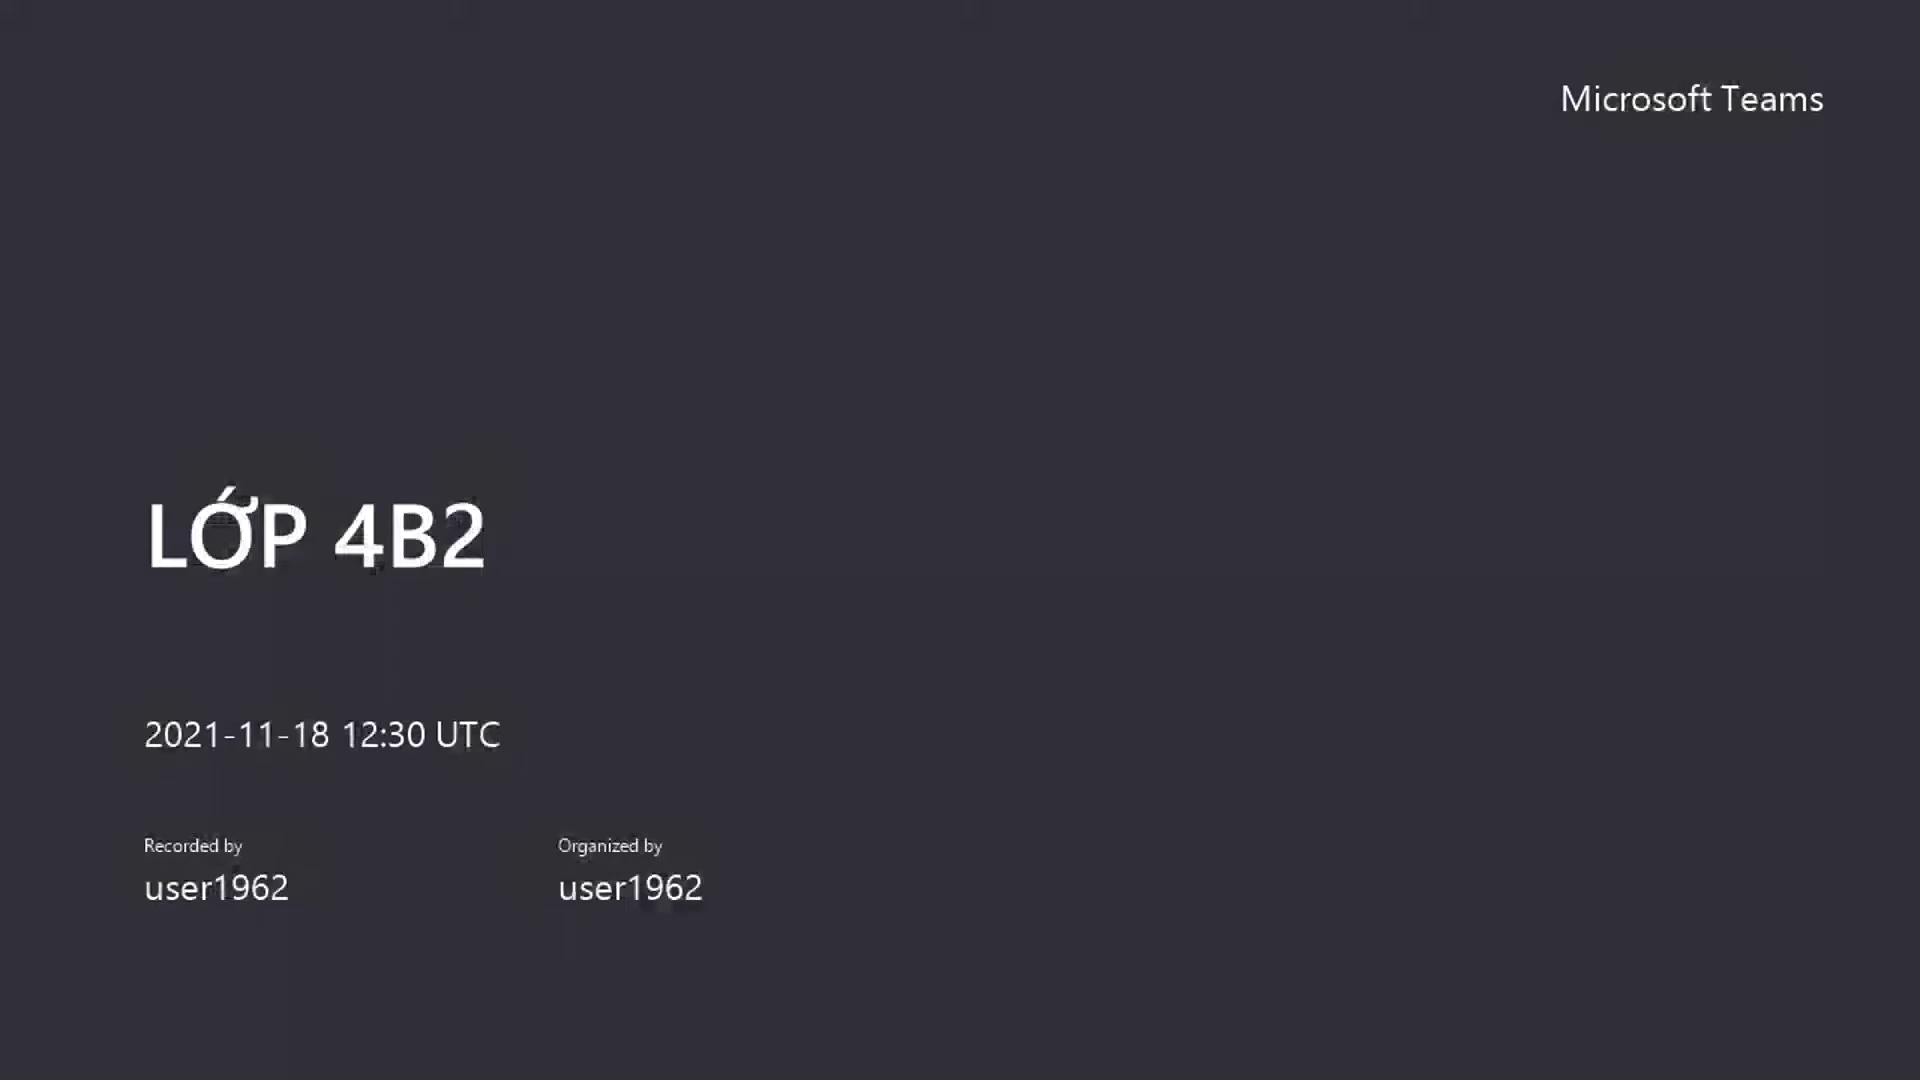 Microsoft Teams
LỚP 4B2
2021-11-18 12:30 UTC
Recorded by
user1962
Organized by
user1962